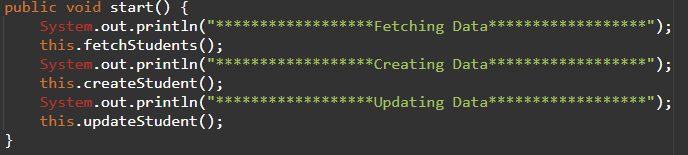 public void start() {
    System.out.println("******************Fetching Data******************");
    this.fetchStudents();
    System.out.println("******************Creating Data******************");
    this.createStudent();
    System.out.println("******************Updating Data******************");
    this.updateStudent();
}